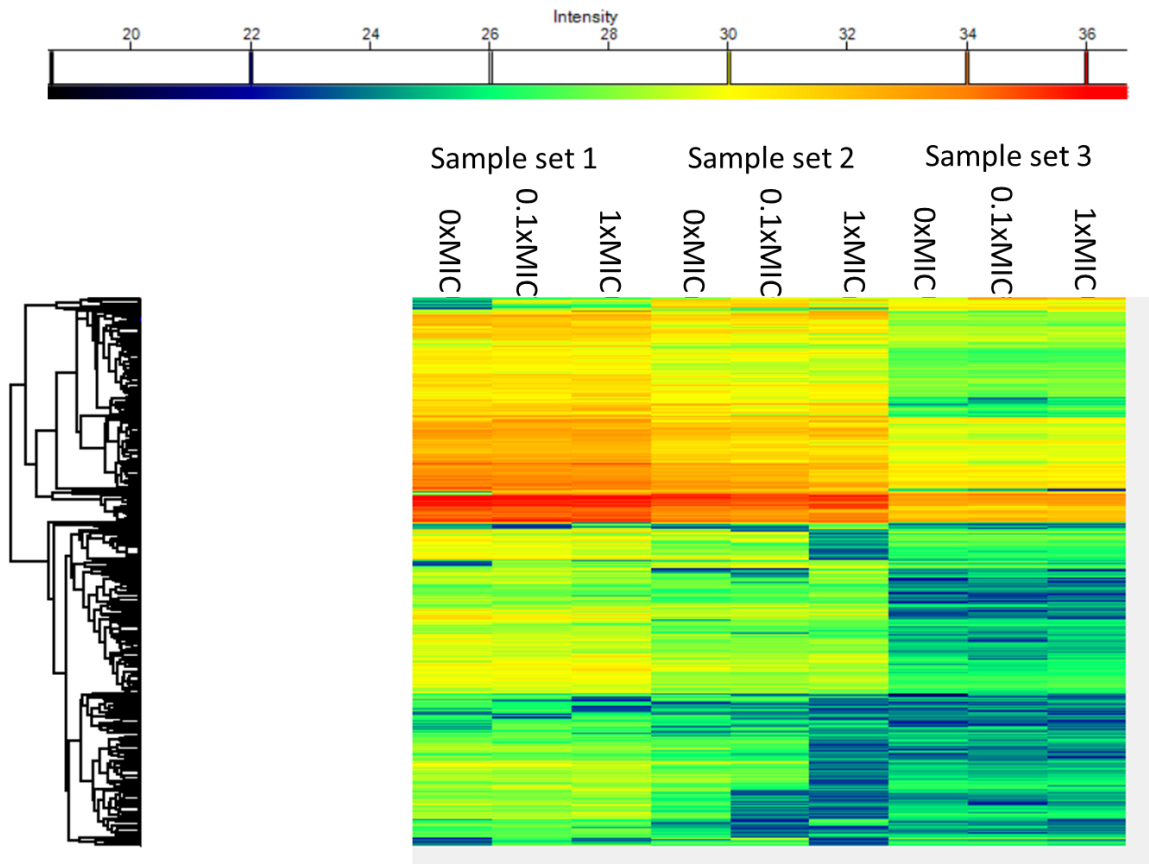 Intensity
20 22 24 26 28 30 32 34 36
Sample set 1 Sample set 2 Sample set 3
0xMIC 0.1xMIC 1xMIC 0xMIC 0.1xMIC 1xMIC 0xMIC 0.1xMIC 1xMIC